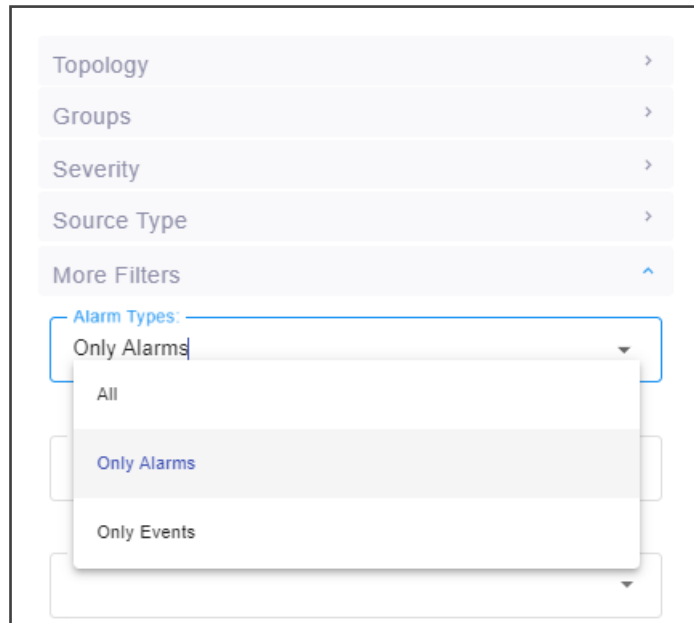 Topology
Groups
Severity
Source Type
More Filters
Alarm Types:
Only Alarms
All
Only Alarms
Only Events